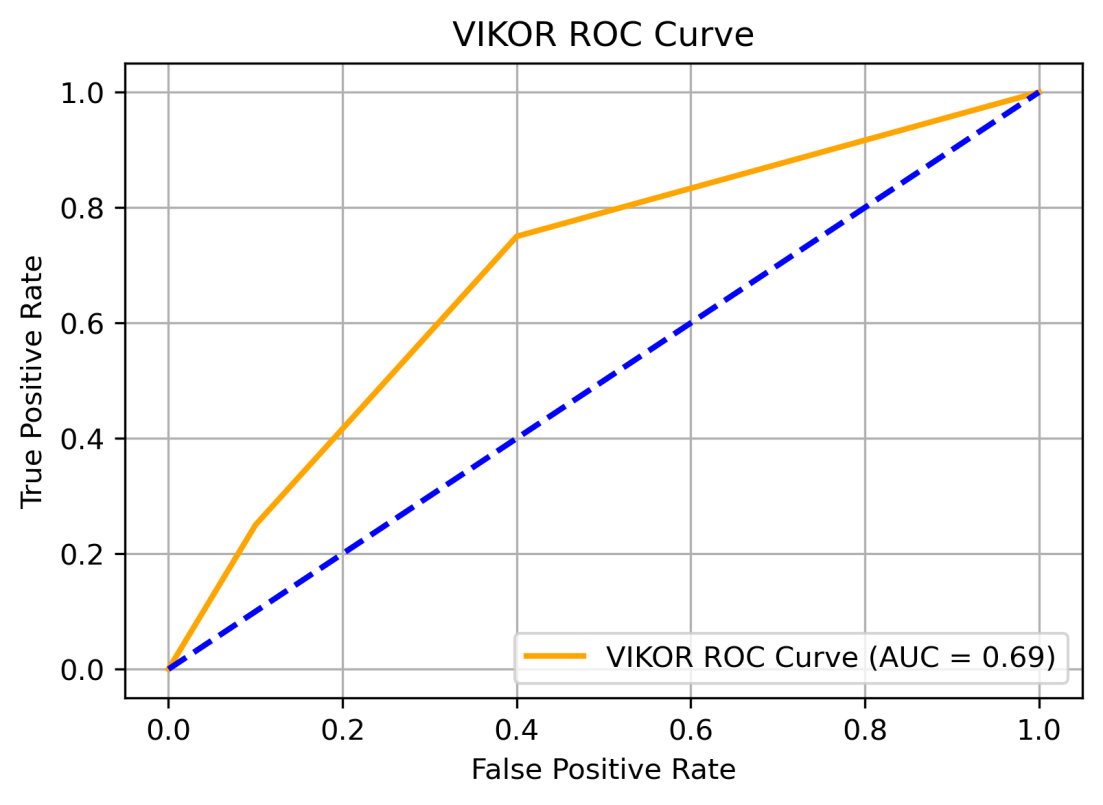 VIKOR ROC Curve
True Positive Rate
1.0
0.8
0.6
0.4
0.2
0.0
VIKOR ROC Curve (AUC = 0.69)
0.0 0.2 0.4 0.6 0.8 1.0
False Positive Rate